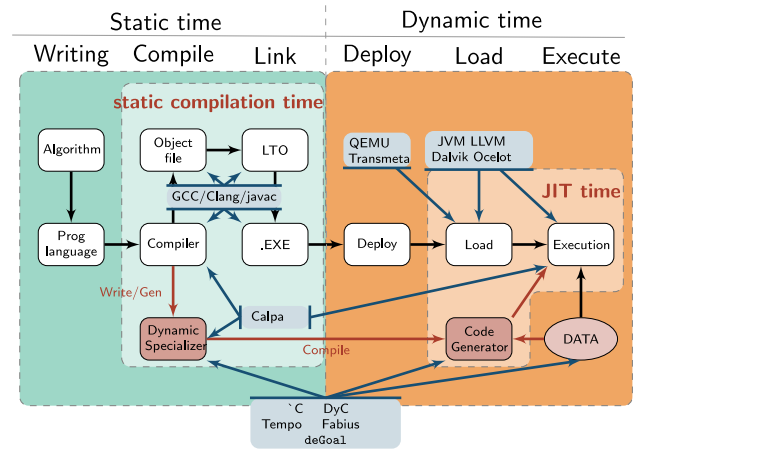 Static time
Dynamic time
Writing
Compile
Link
Deploy
Load
Execute
static compilation time
Algorithm
Object
file
LTO
QEMU
Transmeta
JVM LLVM
Dalvik Ocelot
JIT time
GCC/Clang/javac
Prog
language
Compiler
.EXE
Deploy
Load
Execution
Write/Gen
Calpa
Dynamic
Specializer
Compile
Code
Generator
DATA
`C DyC
Tempo Fabius
deGoal